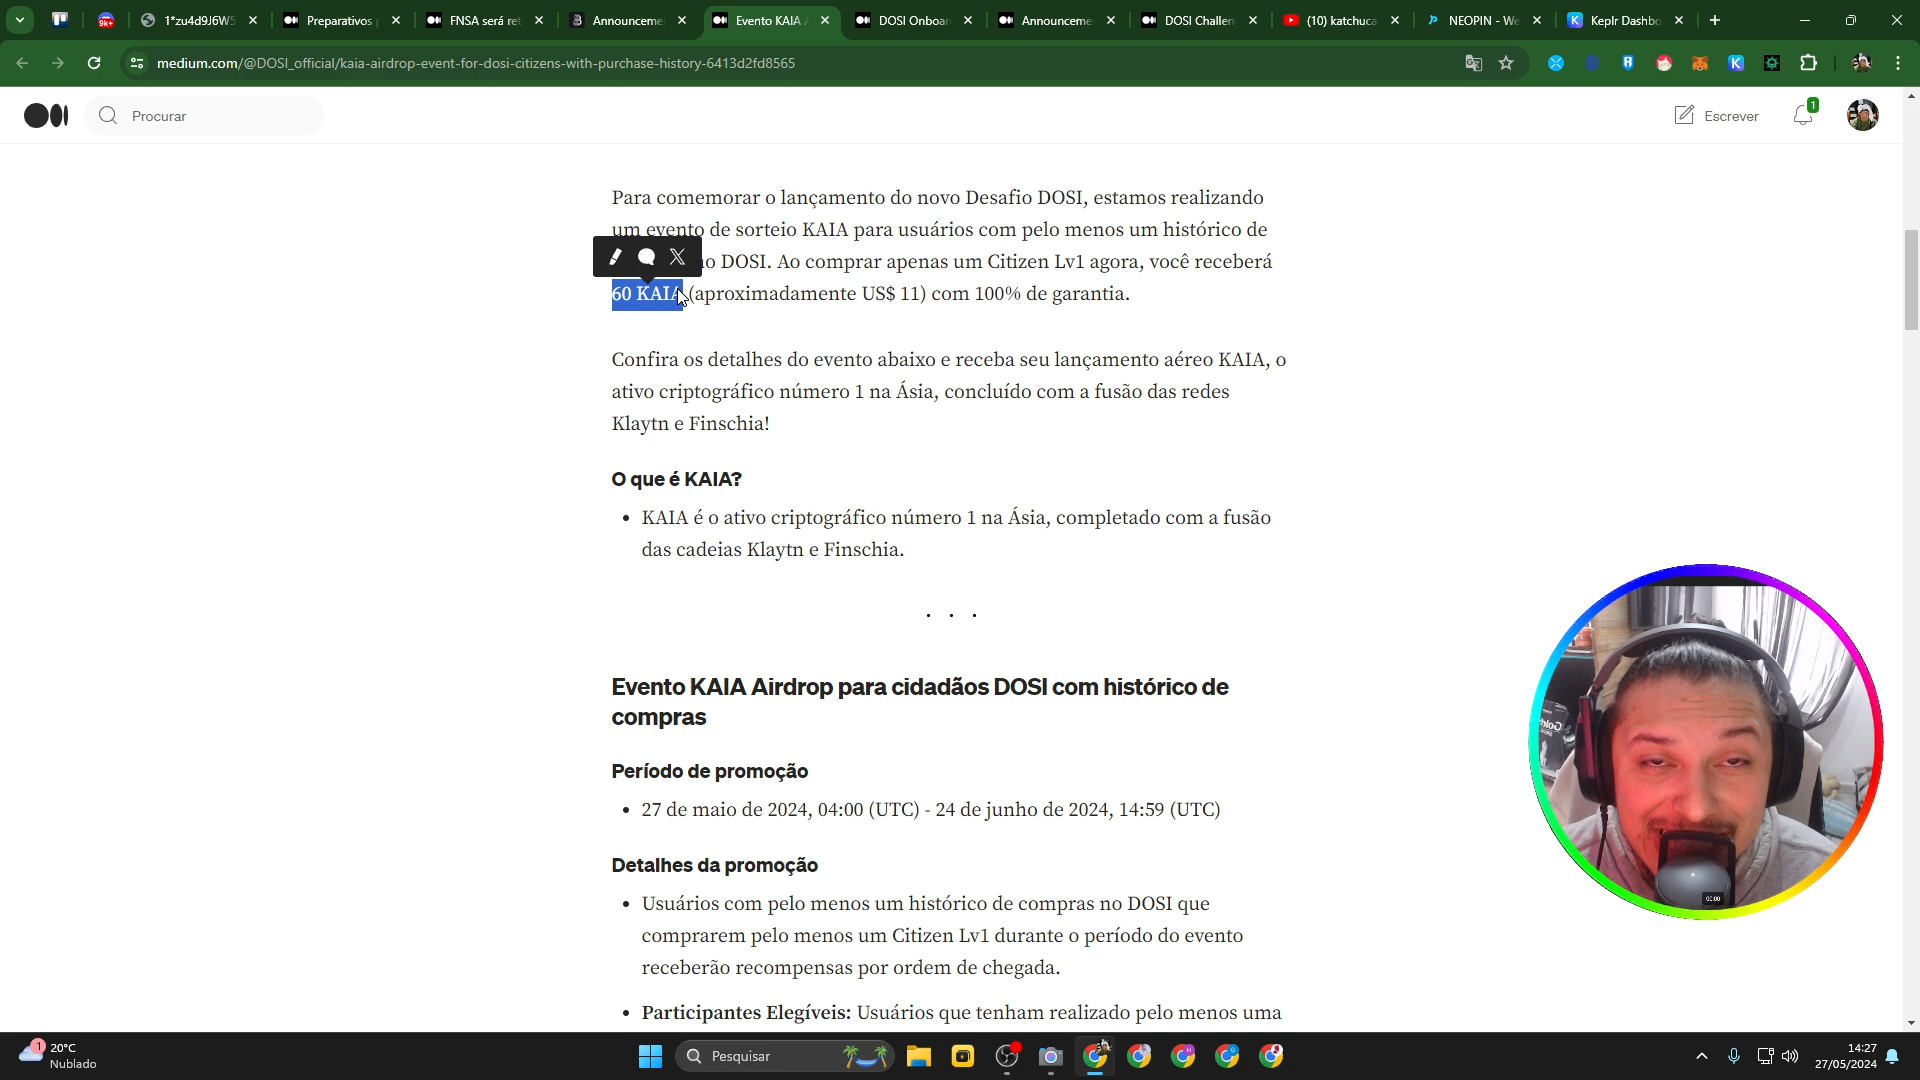 1*zu4d9J6W5
Preparativos p
FNSA será ret
Announceme
Evento KAIA A
DOSI Onboar
Announceme
DOSI Challen
(10) katchuca
NEOPIN - We
Keplr Dashbo
medium.com/@DOSI_official/kaia-airdrop-event-for-dosi-citizens-with-purchase-history-6413d2fd8565
Procurar
Escrever
1
Para comemorar o lançamento do novo Desafio DOSI, estamos realizando
um evento de sorteio KAIA para usuários com pelo menos um histórico de
no DOSI. Ao comprar apenas um Citizen Lv1 agora, você receberá
60 KAIA (aproximadamente US$ 11) com 100% de garantia.
Confira os detalhes do evento abaixo e receba seu lançamento aéreo KAIA, o
ativo criptográfico número 1 na Ásia, concluído com a fusão das redes
Klaytn e Finschia!
O que é KAIA?
• KAIA é o ativo criptográfico número 1 na Ásia, completado com a fusão
das cadeias Klaytn e Finschia.
. . .
Evento KAIA Airdrop para cidadãos DOSI com histórico de
compras
Período de promoção
• 27 de maio de 2024, 04:00 (UTC) - 24 de junho de 2024, 14:59 (UTC)
Detalhes da promoção
• Usuários com pelo menos um histórico de compras no DOSI que
comprarem pelo menos um Citizen Lv1 durante o período do evento
receberão recompensas por ordem de chegada.
• Participantes Elegíveis: Usuários que tenham realizado pelo menos uma
00:00
1
20°C
Nublado
Pesquisar
14:27
27/05/2024